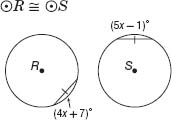 ⊙R ≅ ⊙S
(5x – 1)°
R
S
(4x + 7)°